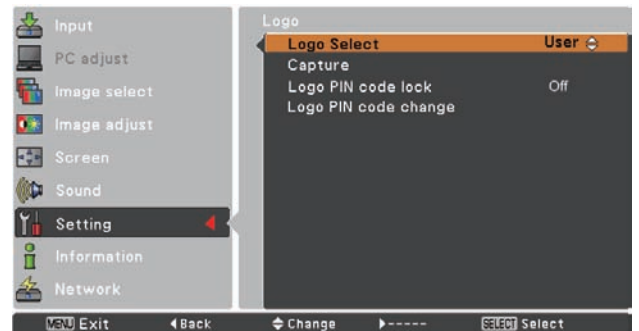 Input
PC adjust
Image select
Image adjust
Screen
Sound
Setting
Information
Network
Logo
Logo Select User
Capture
Logo PIN code lock Off
Logo PIN code change
MENU Exit Back Change ----- SELECT Select